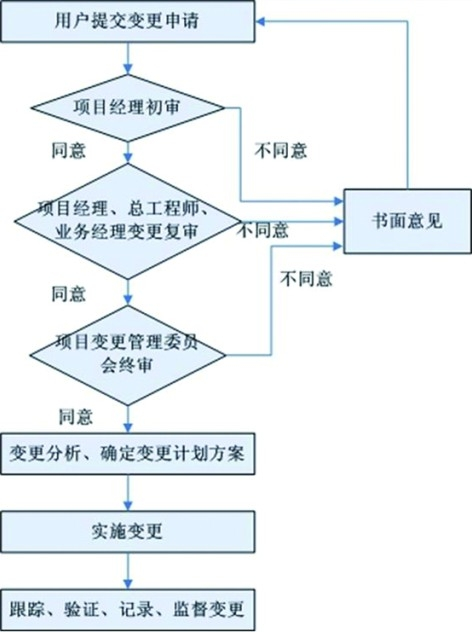 用户提交变更申请
项目经理初审
同意
不同意
项目经理、总工程师、
业务经理变更复审
不同意
书面意见
同意
不同意
项目变更管理委员
会终审
同意
变更分析、确定变更计划方案
实施变更
跟踪、验证、记录、监督变更